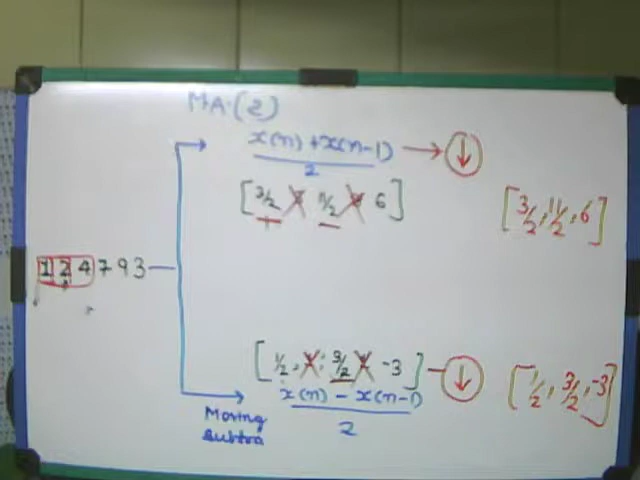 MA.(2)
x(n)+x(n-1)
2
[3/2 11/2 6]
[3/2, 11/2, 6]
1 2 4 7 9 3
[1/2, 3/2 -3]
[1/2, 3/2, -3]
x(n) - x(n-1)
2
Moving
Subtra